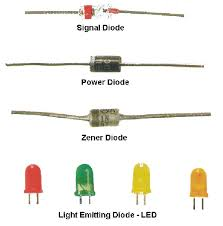 Signal Diode
Power Diode
Zener Diode
Light Emitting Diode - LED